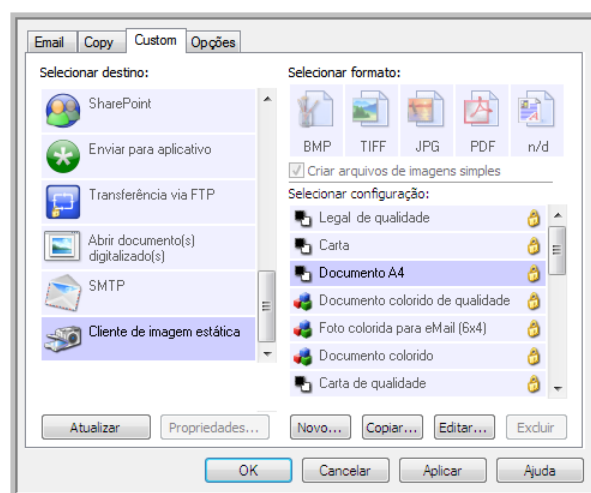 Email Copy Custom Opções
Selecionar destino:
SharePoint
Enviar para aplicativo
Transferência via FTP
Abrir documento(s)
digitalizado(s)
SMTP
Cliente de imagem estática
Atualizar Propriedades...
Selecionar formato:
BMP TIFF JPG PDF n/d
Criar arquivos de imagens simples
Selecionar configuração:
Legal de qualidade
Carta
Documento A4
Documento colorido de qualidade
Foto colorida para eMail (6x4)
Documento colorido
Carta de qualidade
Novo... Copiar... Editar... Excluir
OK Cancelar Aplicar Ajuda